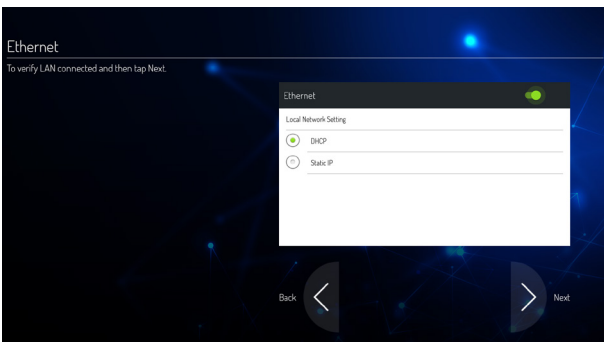 Ethernet
To verify LAN connected and then tap Next.
Ethernet
Local Network Setting
DHCP
Static IP
Back
Next